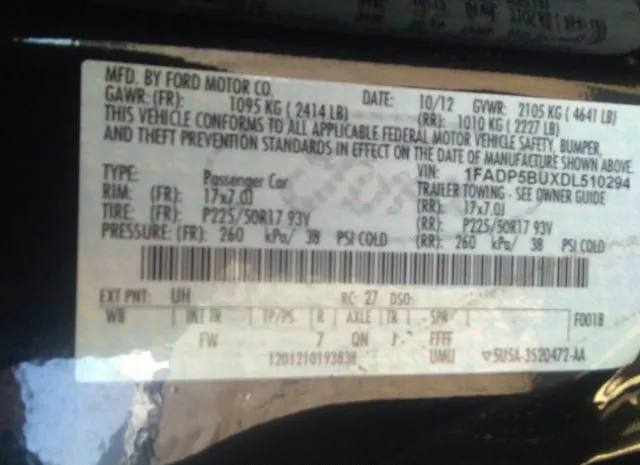 MFD. BY FORD MOTOR CO. DATE: 10/12 GVWR: 2105 KG ( 4641 LB)
GAWR: (FR): 1095 KG ( 2414 LB) (RR): 1010 KG ( 2227 LB)
THIS VEHICLE CONFORMS TO ALL APPLICABLE FEDERAL MOTOR VEHICLE SAFETY, BUMPER,
AND THEFT PREVENTION STANDARDS IN EFFECT ON THE DATE OF MANUFACTURE SHOWN ABOVE.
VIN: 1FADP5BUXDL510294
TYPE: Passenger Car TRAILER TOWING - SEE OWNER GUIDE
RIM: (FR): 17x7.0J (RR): 17x7.0J
TIRE: (FR): P225/50R17 93V (RR): P225/50R17 93V
PRESSURE: (FR): 260 kPa/ 38 PSI COLD (RR): 260 kPa/ 38 PSI COLD
EXT PNT: UH RC: 27 DSO:
WB INT TR TP/PS R AXLE TR SPR F0018
FW 7 QN FFFF
1201210193838 UMU 5U5A-3520472-AA